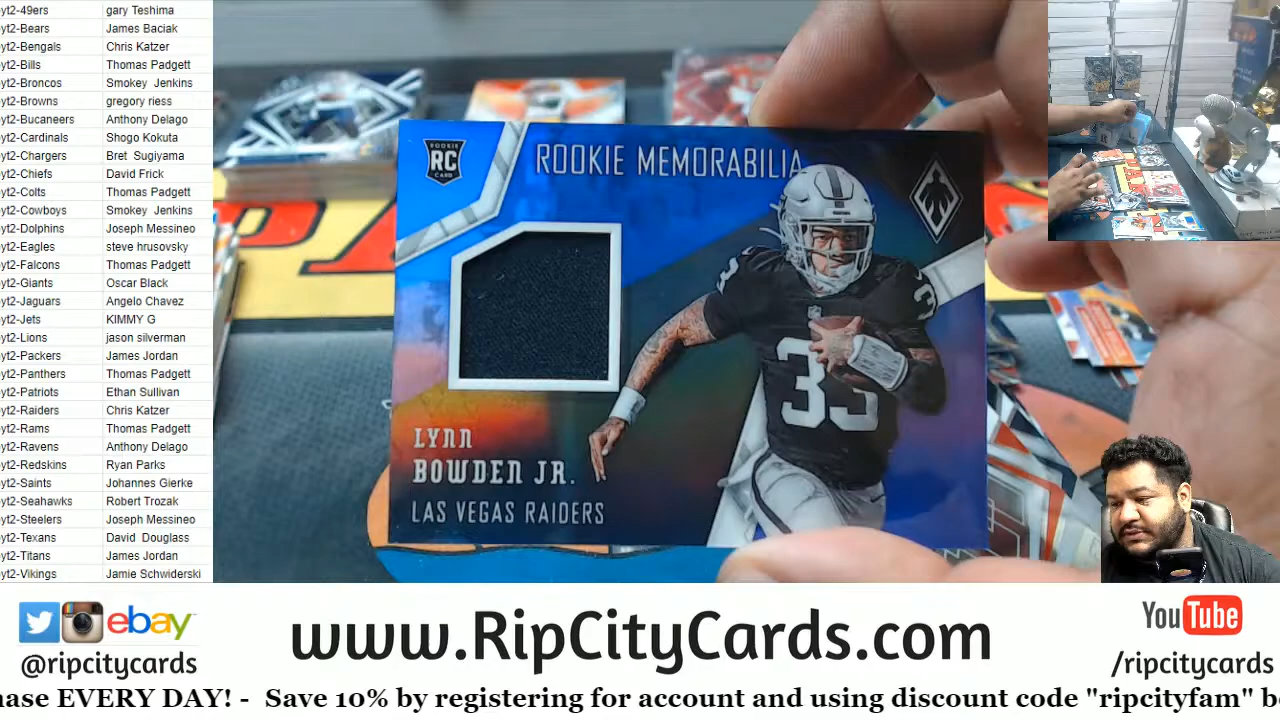 yt2-49ers gary Teshima
yt2-Bears James Baciak
yt2-Bengals Chris Katzer
yt2-Bills Thomas Padgett
yt2-Broncos Smokey Jenkins
yt2-Browns gregory riess
yt2-Bucaneers Anthony Delago
yt2-Cardinals Shogo Kokuta
yt2-Chargers Bret Sugiyama
yt2-Chiefs David Frick
yt2-Colts Thomas Padgett
yt2-Cowboys Smokey Jenkins
yt2-Dolphins Joseph Messineo
yt2-Eagles steve hrusovsky
yt2-Falcons Thomas Padgett
yt2-Giants Oscar Black
yt2-Jaguars Angelo Chavez
yt2-Jets KIMMY G
yt2-Lions jason silverman
yt2-Packers James Jordan
yt2-Panthers Thomas Padgett
yt2-Patriots Ethan Sullivan
yt2-Raiders Chris Katzer
yt2-Rams Thomas Padgett
yt2-Ravens Anthony Delago
yt2-Redskins Ryan Parks
yt2-Saints Johannes Gierke
yt2-Seahawks Robert Trozak
yt2-Steelers Joseph Messineo
yt2-Texans David Douglass
yt2-Titans James Jordan
yt2-Vikings Jamie Schwiderski
ROOKIE
RC
CARD
ROOKIE MEMORABILIA
33
33
LYNN
BOWDEN JR.
LAS VEGAS RAIDERS
ebay
@ripcitycards
www.RipCityCards.com
YouTube
/ripcitycards
hase EVERY DAY! - Save 10% by registering for account and using discount code "ripcityfam" be